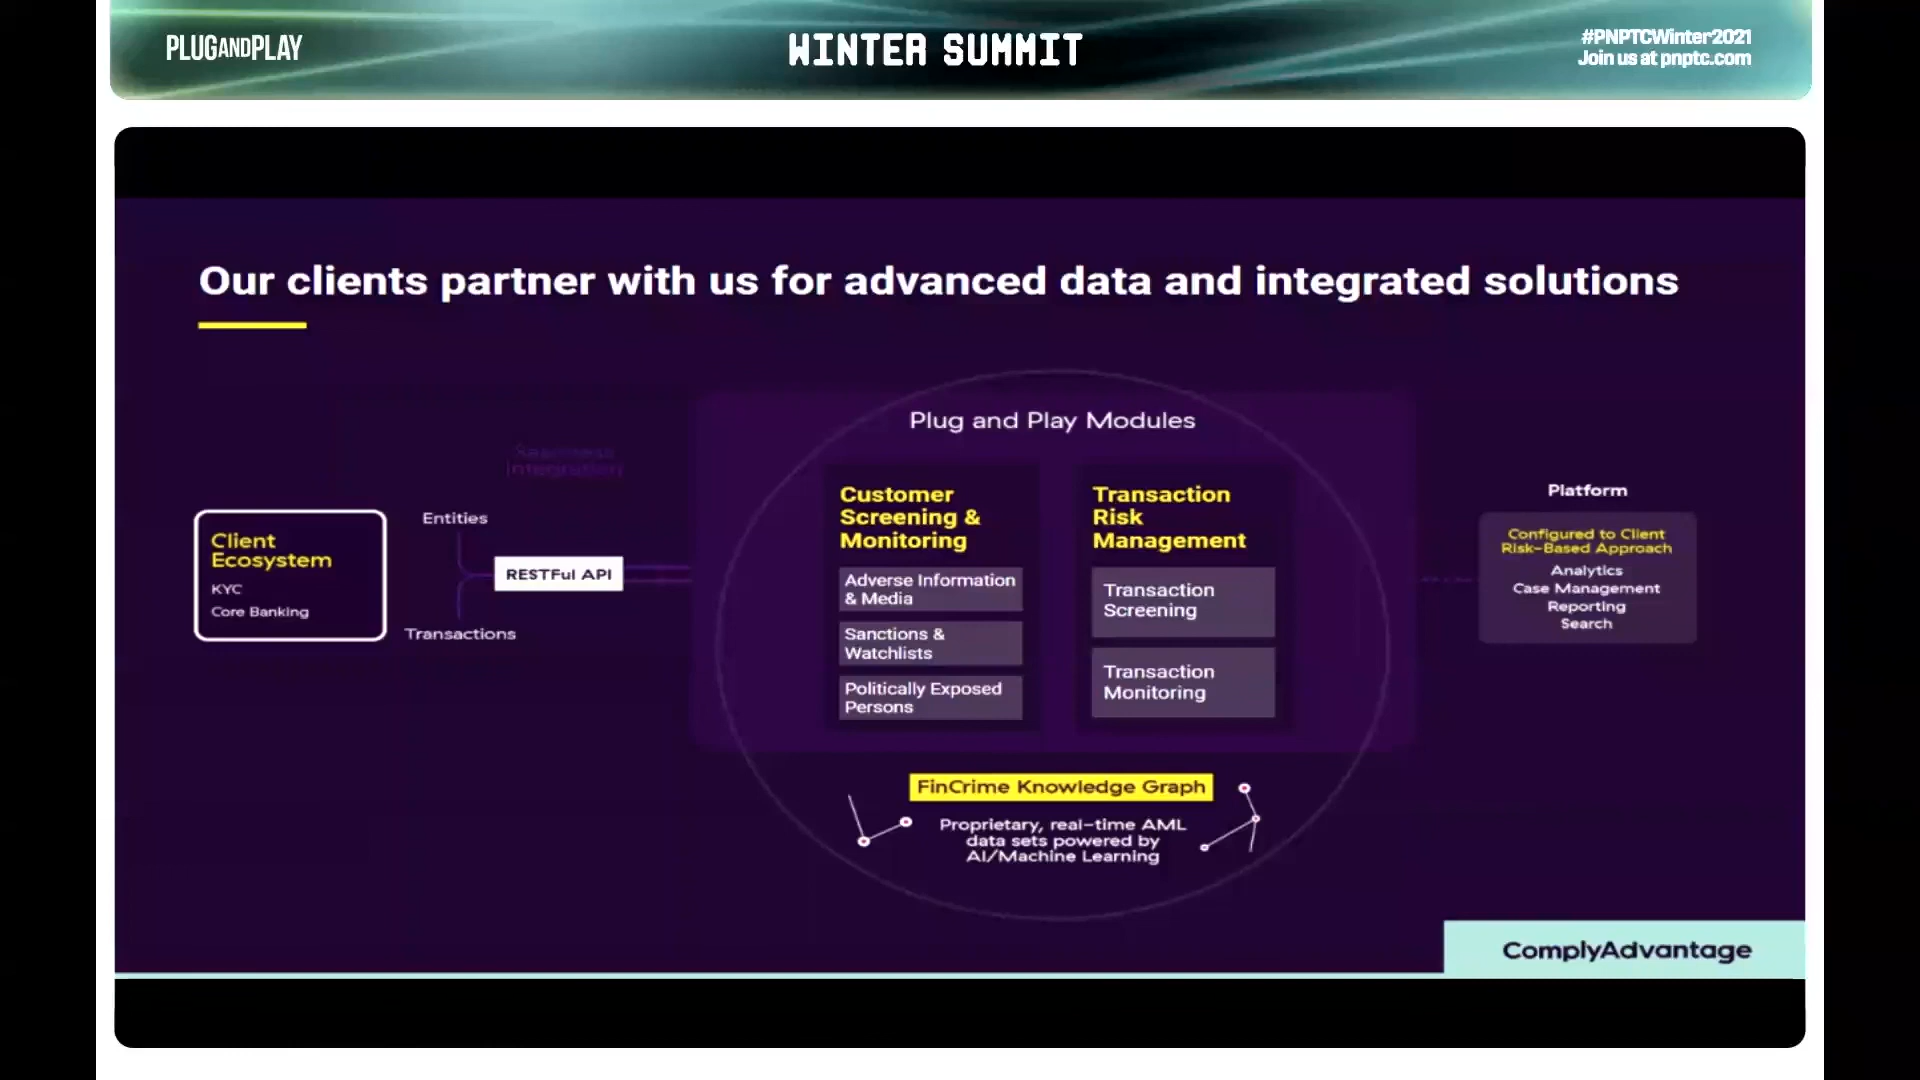 PLUGANDPLAY
WINTER SUMMIT
#PNPTCWinter2021
Join us at pnptc.com
Our clients partner with us for advanced data and integrated solutions
Seamless
Integration
Client
Ecosystem
KYC
Core Banking
Entities
RESTFul API
Transactions
Plug and Play Modules
Customer
Screening &
Monitoring
Adverse Information
& Media
Sanctions &
Watchlists
Politically Exposed
Persons
Transaction
Risk
Management
Transaction
Screening
Transaction
Monitoring
FinCrime Knowledge Graph
Proprietary, real-time AML
data sets powered by
AI/Machine Learning
Platform
Configured to Client
Risk-Based Approach
Analytics
Case Management
Reporting
Search
ComplyAdvantage